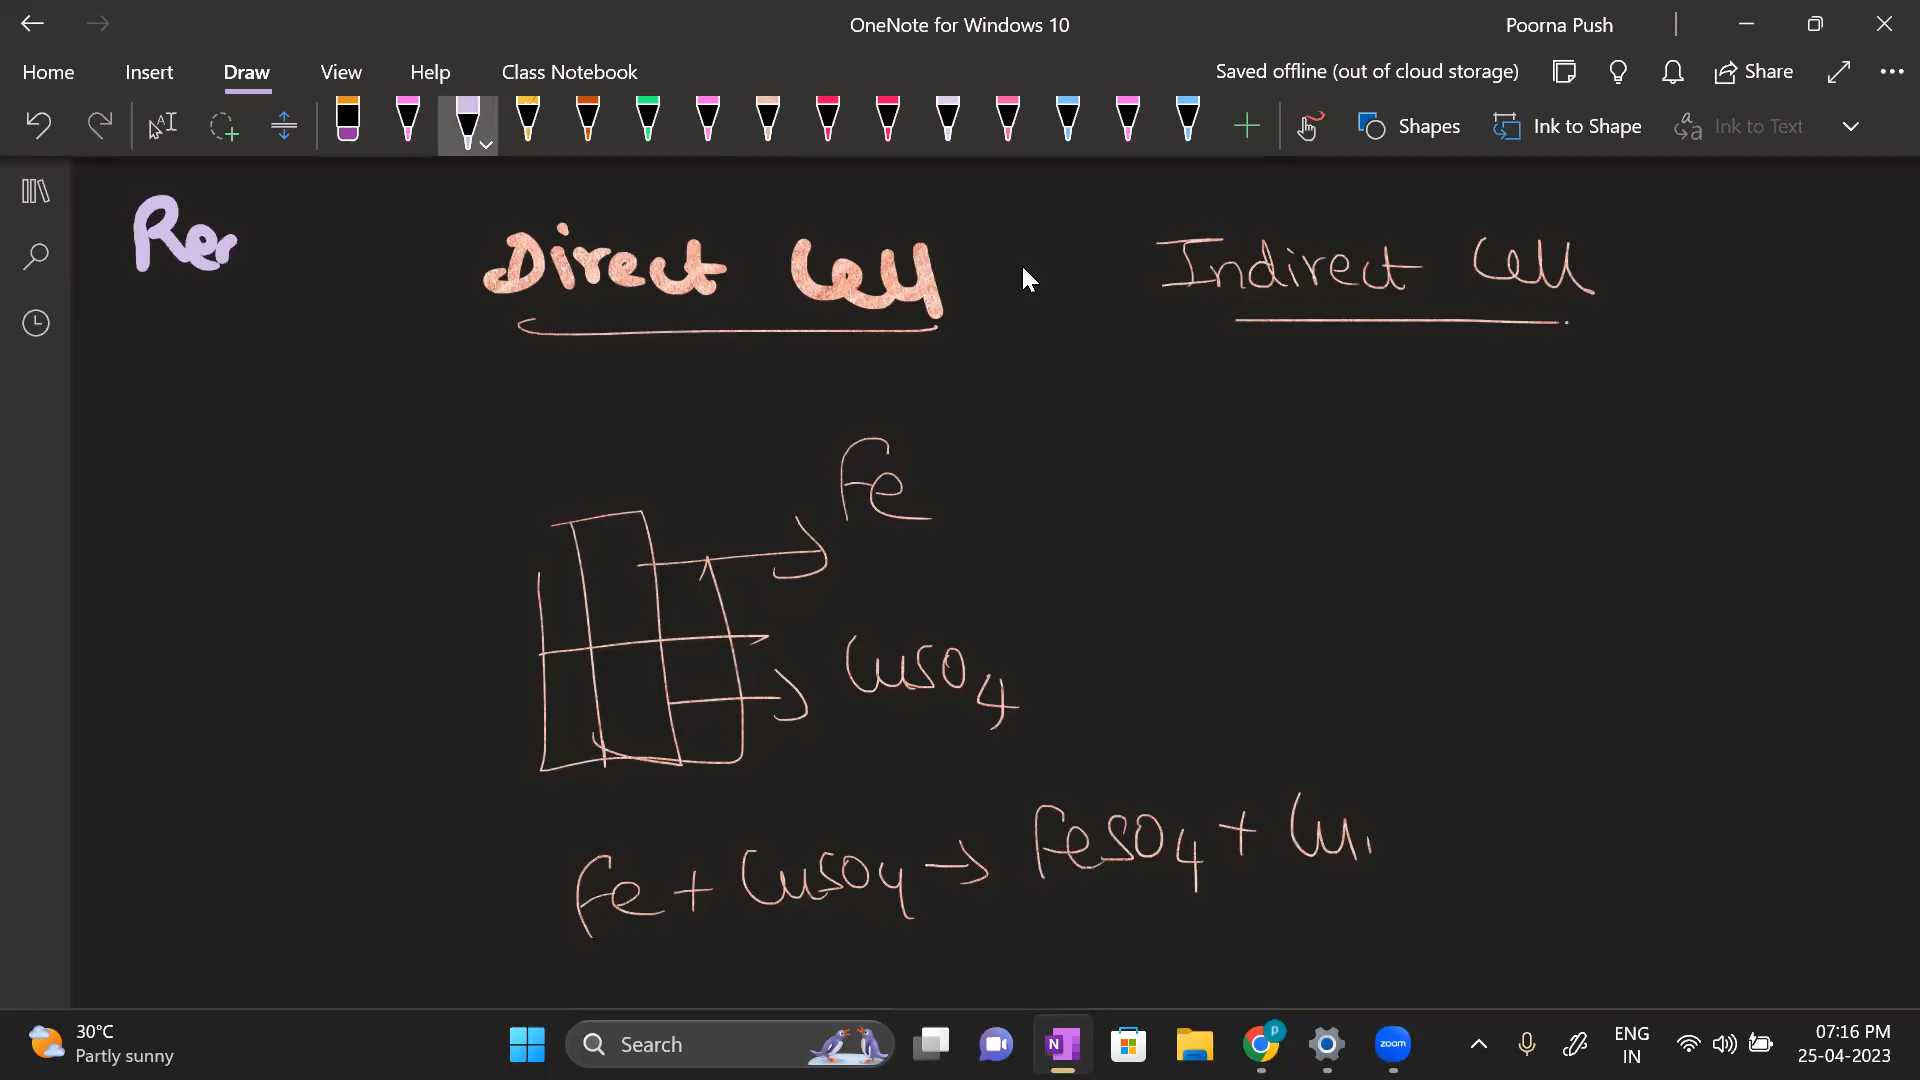 OneNote for Windows 10
Poorna Push
Home Insert Draw View Help Class Notebook
Saved offline (out of cloud storage)
Share
Shapes
Ink to Shape
Ink to Text
Rer
Direct Cell
Indirect Cell
Fe
CuSO4
Fe + CuSO4 → FeSO4 + Cu.
30°C
Partly sunny
Search
zoom
ENG
IN
07:16 PM
25-04-2023